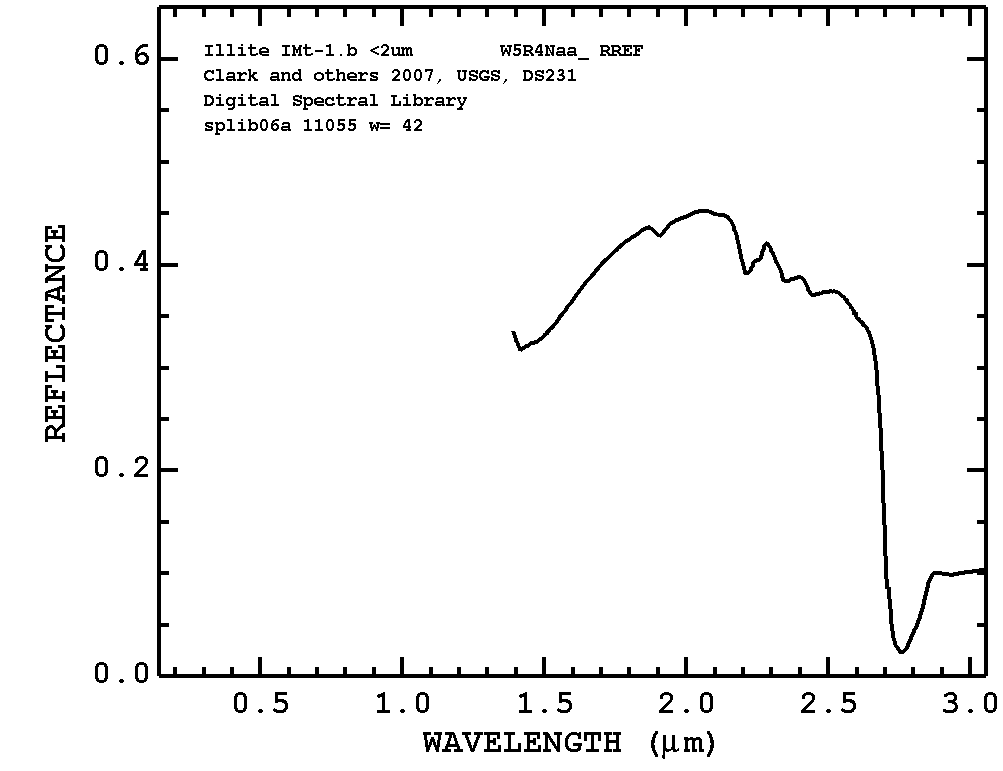 Illite IMt-1.b <2um W5R4Naa_ RREF
Clark and others 2007, USGS, DS231
Digital Spectral Library
splib06a 11055 w= 42
REFLECTANCE
0.6
0.4
0.2
0.0
0.5 1.0 1.5 2.0 2.5 3.0
WAVELENGTH (μm)